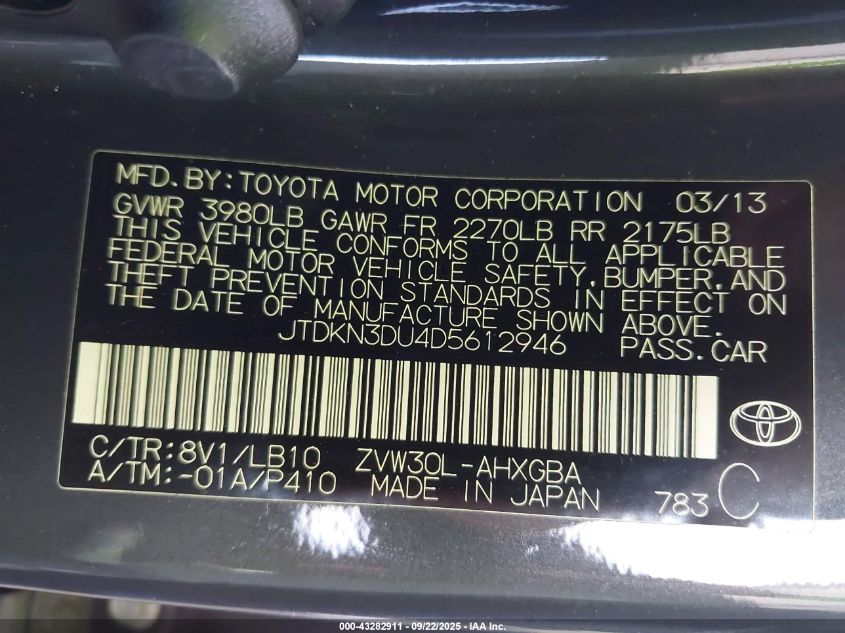 MFD.BY:TOYOTA MOTOR CORPORATION 03/13
GVWR 3980LB GAWR FR 2270LB RR 2175LB
THIS VEHICLE CONFORMS TO ALL APPLICABLE
FEDERAL MOTOR VEHICLE SAFETY,BUMPER,AND
THEFT PREVENTION STANDARDS IN EFFECT ON
THE DATE OF MANUFACTURE SHOWN ABOVE.
JTDKN3DU4D5612946 PASS.CAR
C/TR:8V1/LB10 ZVW30L-AHXGBA
A/TM:-01A/P410 MADE IN JAPAN 783 C
000-43282911 - 09/22/2025 - IAA Inc.